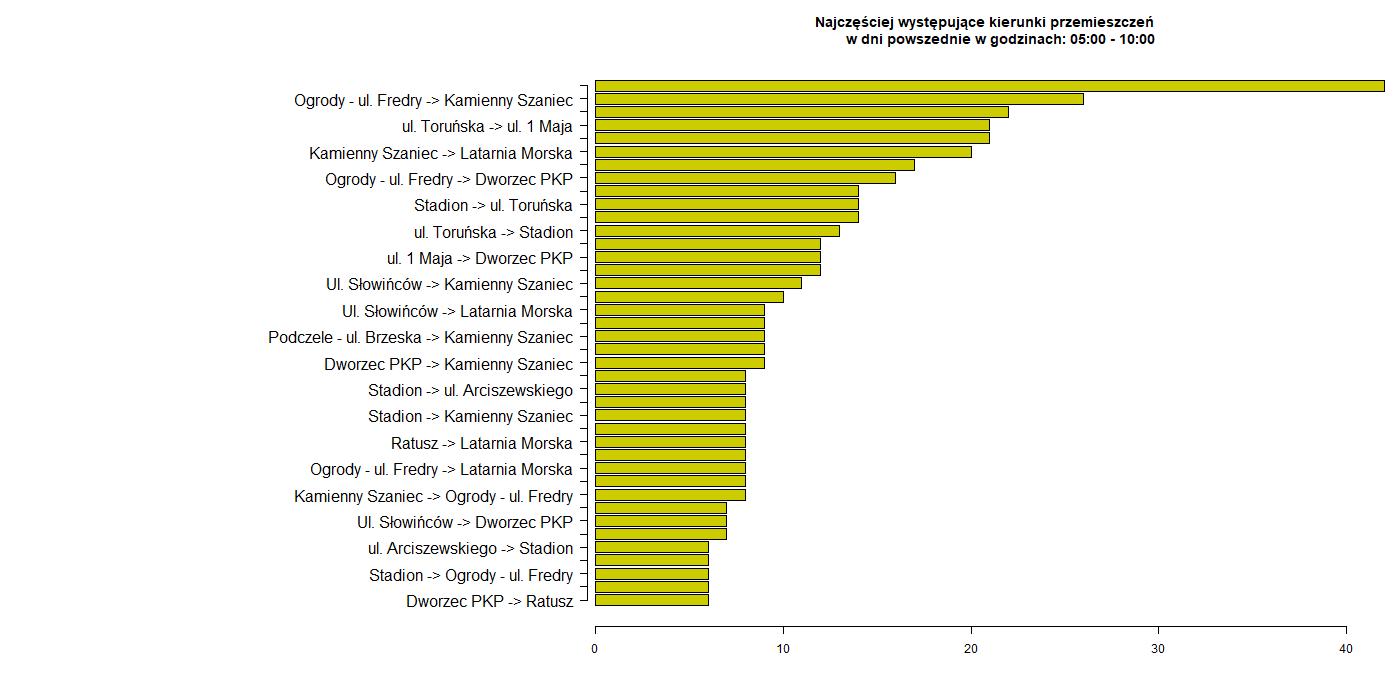 Najczęściej występujące kierunki przemieszczeń
w dni powszednie w godzinach: 05:00 - 10:00
Ogrody - ul. Fredry -> Kamienny Szaniec
ul. Toruńska -> ul. 1 Maja
Kamienny Szaniec -> Latarnia Morska
Ogrody - ul. Fredry -> Dworzec PKP
Stadion -> ul. Toruńska
ul. Toruńska -> Stadion
ul. 1 Maja -> Dworzec PKP
Ul. Słowińców -> Kamienny Szaniec
Ul. Słowińców -> Latarnia Morska
Podczele - ul. Brzeska -> Kamienny Szaniec
Dworzec PKP -> Kamienny Szaniec
Stadion -> ul. Arciszewskiego
Stadion -> Kamienny Szaniec
Ratusz -> Latarnia Morska
Ogrody - ul. Fredry -> Latarnia Morska
Kamienny Szaniec -> Ogrody - ul. Fredry
Ul. Słowińców -> Dworzec PKP
ul. Arciszewskiego -> Stadion
Stadion -> Ogrody - ul. Fredry
Dworzec PKP -> Ratusz
0 10 20 30 40